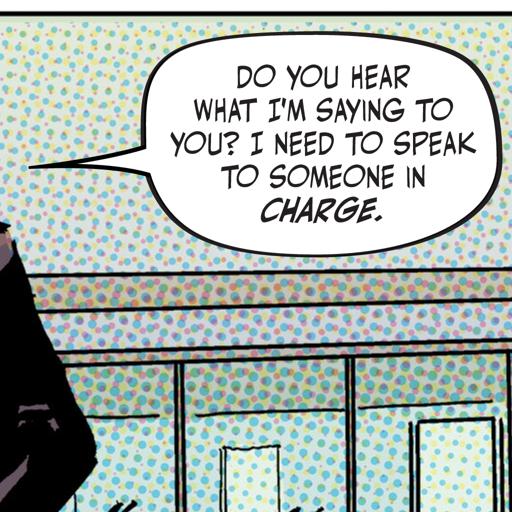 DO YOU HEAR
WHAT I'M SAYING TO
YOU? I NEED TO SPEAK
TO SOMEONE IN
CHARGE.